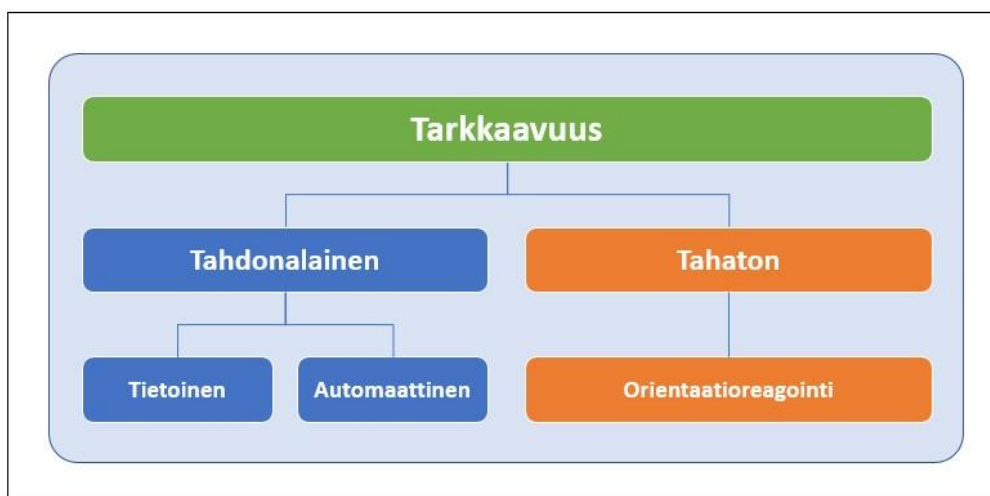 Tarkkaavuus
Tahdonalainen
Tahaton
Tietoinen
Automaattinen
Orientaatioreagointi